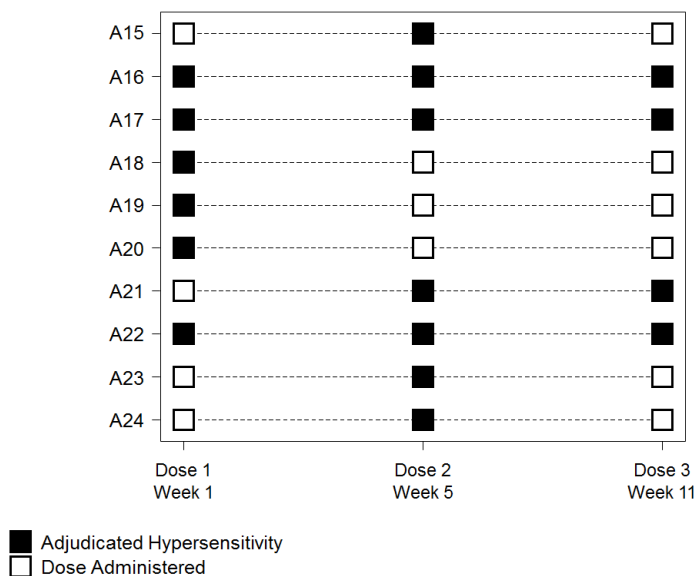 A15
A16
A17
A18
A19
A20
A21
A22
A23
A24
Dose 1 Dose 2 Dose 3
Week 1 Week 5 Week 11
Adjudicated Hypersensitivity
Dose Administered